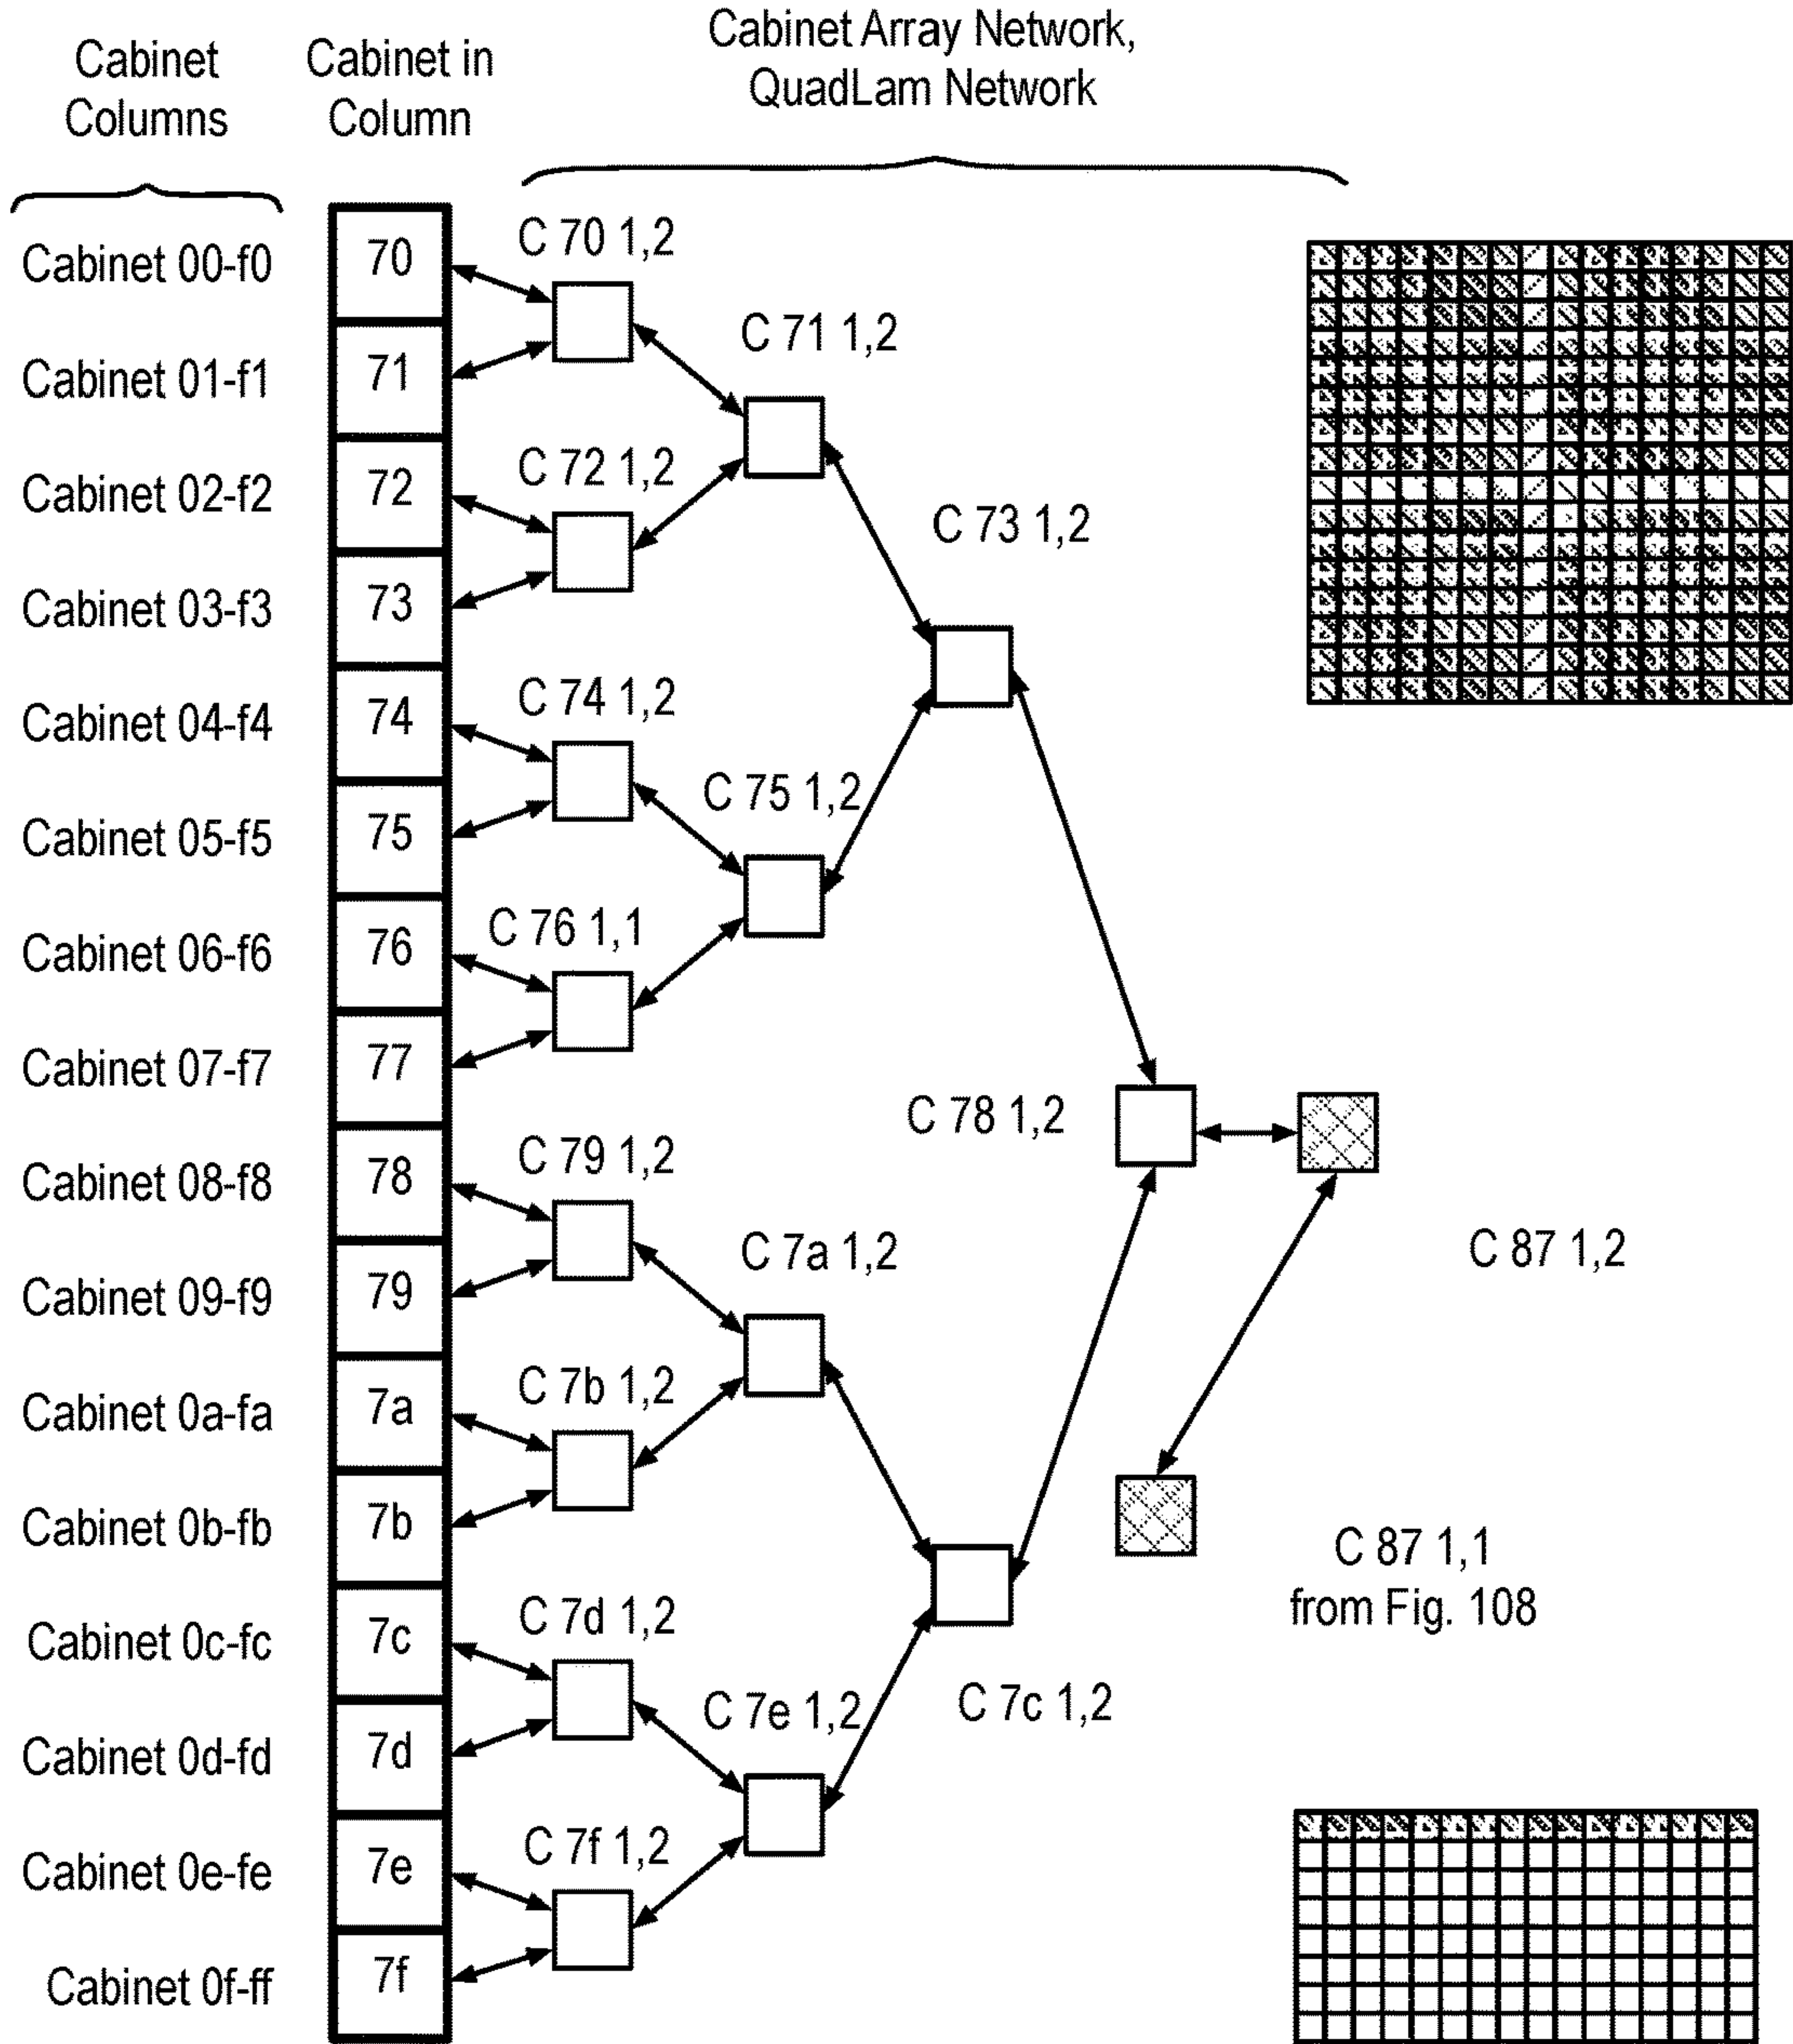 Cabinet
Columns
Cabinet in
Column
Cabinet Array Network,
QuadLam Network
Cabinet 00-f0
70
C 70 1,2
Cabinet 01-f1
71
C 71 1,2
Cabinet 02-f2
72
C 72 1,2
C 73 1,2
Cabinet 03-f3
73
Cabinet 04-f4
74
C 74 1,2
Cabinet 05-f5
75
C 75 1,2
Cabinet 06-f6
76
C 76 1,1
Cabinet 07-f7
77
C 78 1,2
Cabinet 08-f8
78
C 79 1,2
C 87 1,2
Cabinet 09-f9
79
C 7a 1,2
Cabinet 0a-fa
7a
C 7b 1,2
Cabinet 0b-fb
7b
C 87 1,1
from Fig. 108
Cabinet 0c-fc
7c
C 7d 1,2
Cabinet 0d-fd
7d
C 7e 1,2
C 7c 1,2
Cabinet 0e-fe
7e
C 7f 1,2
Cabinet 0f-ff
7f